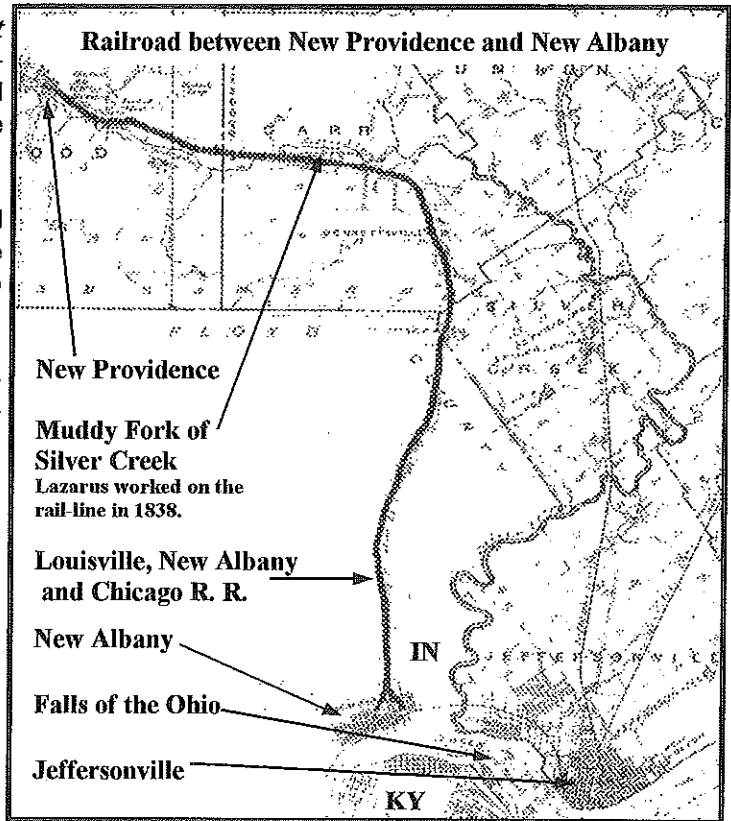 Railroad between New Providence and New Albany
U N I O N
C A R R
O O D
S I L V E R
C R E E K
F L O Y D
C O U N T Y
New Providence
Muddy Fork of
Silver Creek
Lazarus worked on the
rail-line in 1838.
Louisville, New Albany
and Chicago R. R.
New Albany
IN
J E F F E R S O N V I L L E
Falls of the Ohio
Jeffersonville
KY